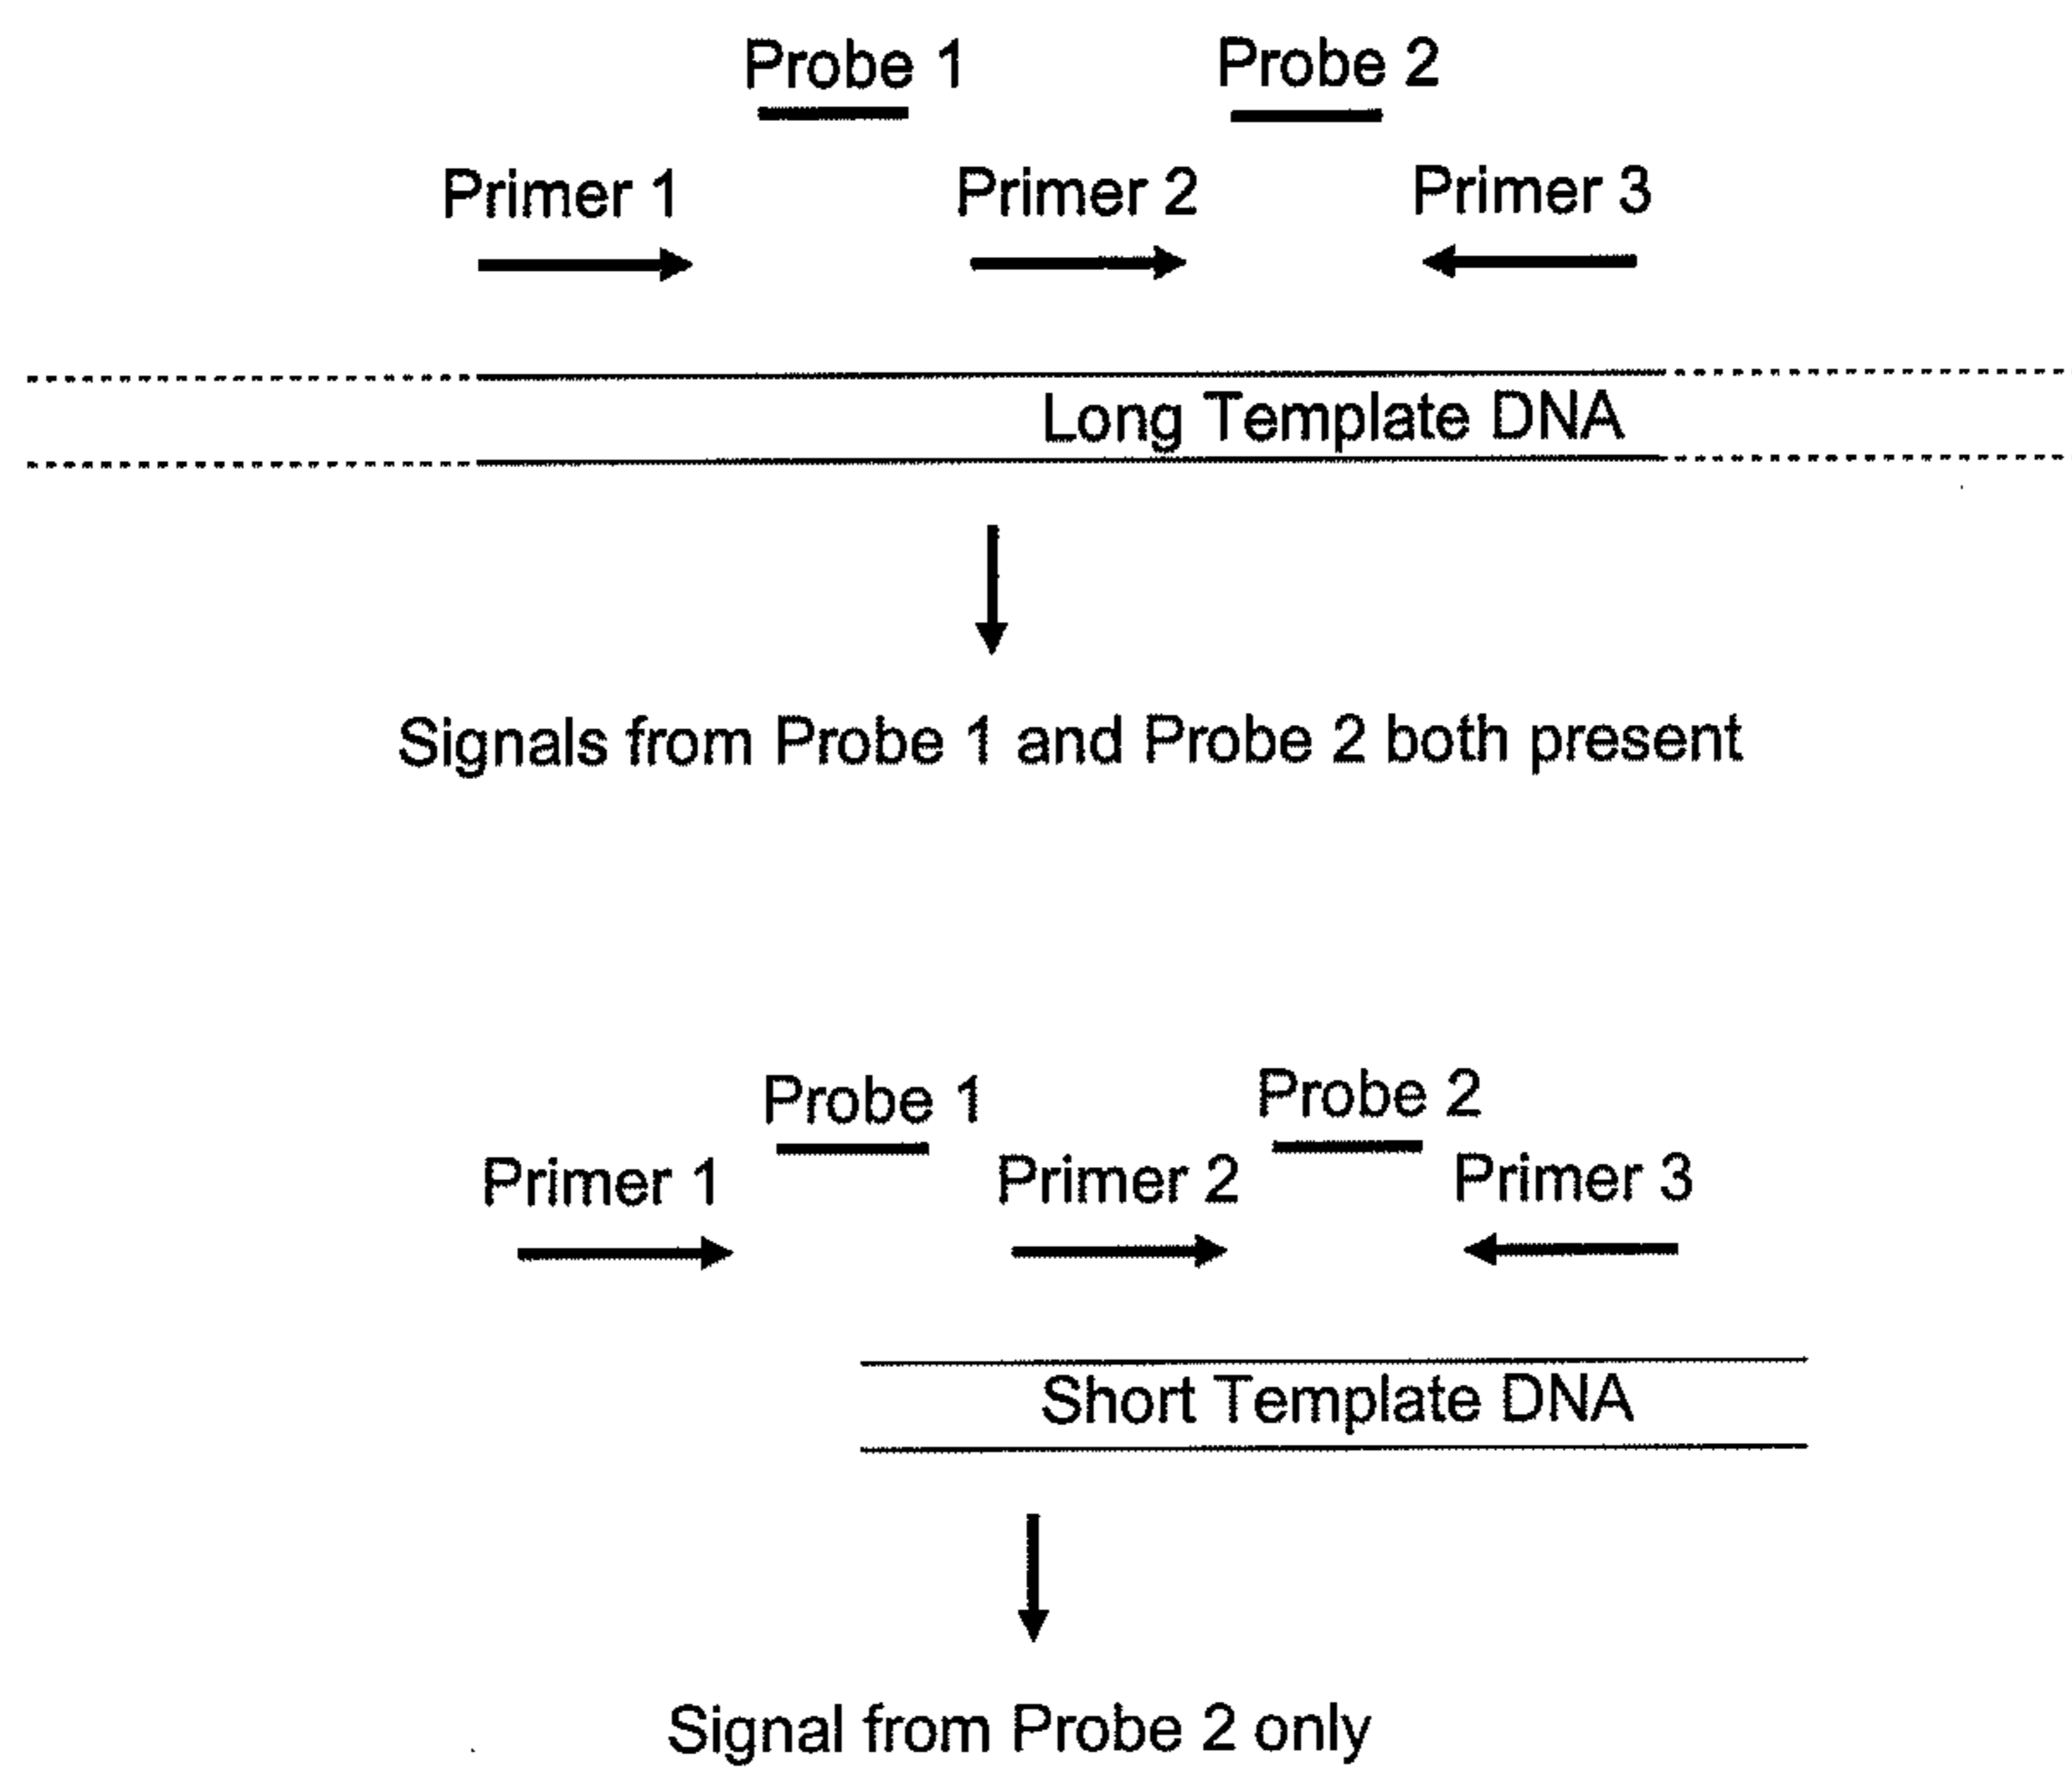 Probe 1 Probe 2
Primer 1 Primer 2 Primer 3
Long Template DNA
Signals from Probe 1 and Probe 2 both present
Probe 1 Probe 2
Primer 1 Primer 2 Primer 3
Short Template DNA
Signal from Probe 2 only